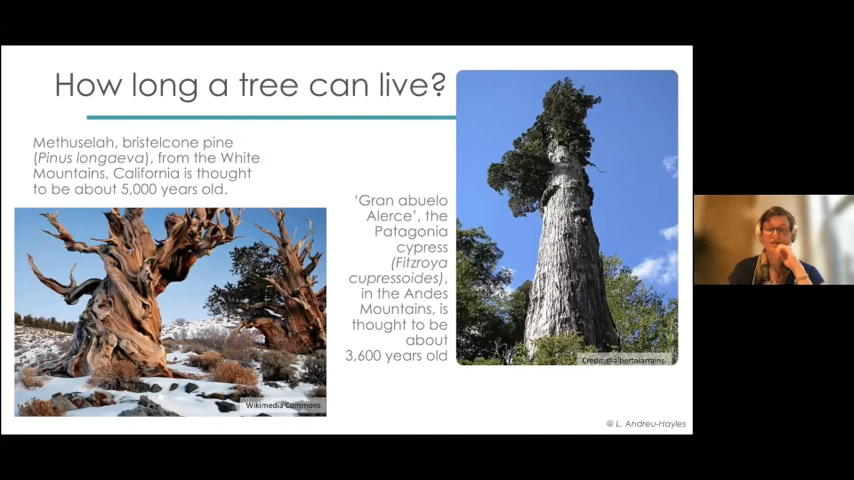 How long a tree can live?
Methuselah, bristelcone pine
(Pinus longaeva), from the White
Mountains, California is thought
to be about 5,000 years old.
'Gran abuelo
Alerce', the
Patagonia
cypress
(Fitzroya
cupressoides),
in the Andes
Mountains, is
thought to be
about
3,600 years old
Wikimedia Commons
Credit: @albertolarrains
@ L. Andreu-Hayles